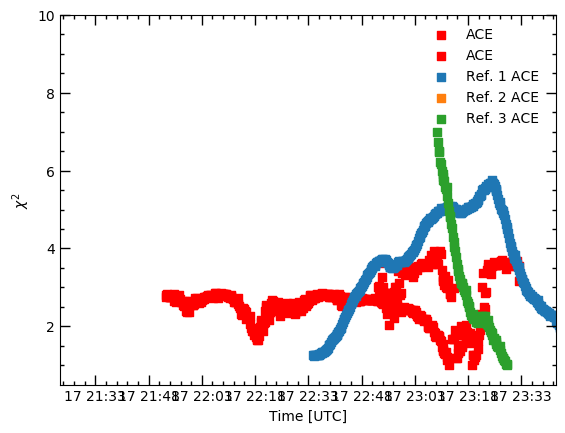 10
8
6
4
2
χ²
ACE
ACE
Ref. 1 ACE
Ref. 2 ACE
Ref. 3 ACE
17 21:33 17 21:48 17 22:03 17 22:18 17 22:33 17 22:48 17 23:03 17 23:18 17 23:33
Time [UTC]